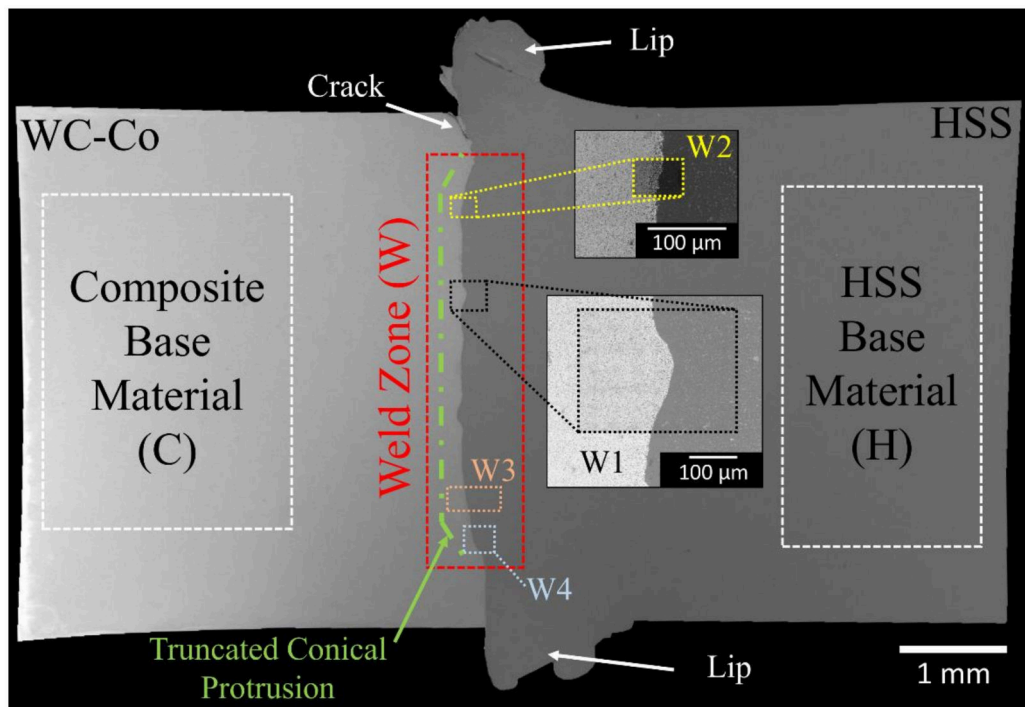 Lip
Crack
WC-Co
HSS
W2
100 µm
Weld Zone (W)
Composite
Base
Material
(C)
HSS
Base
Material
(H)
W1
100 µm
W3
W4
Truncated Conical
Protrusion
Lip
1 mm